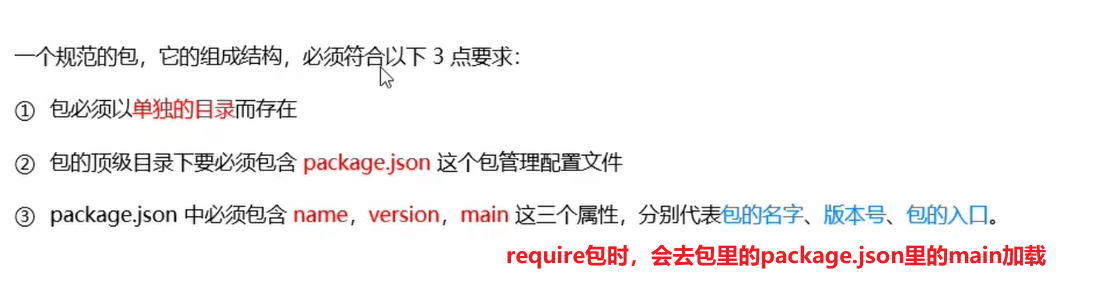 一个规范的包，它的组成结构，必须符合以下 3 点要求：
① 包必须以单独的目录而存在
② 包的顶级目录下要必须包含 package.json 这个包管理配置文件
③ package.json 中必须包含 name，version，main 这三个属性，分别代表包的名字、版本号、包的入口。
require包时，会去包里的package.json里的main加载